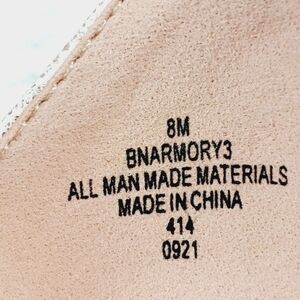 8M
BNARMORY3
ALL MAN MADE MATERIALS
MADE IN CHINA
414
0921